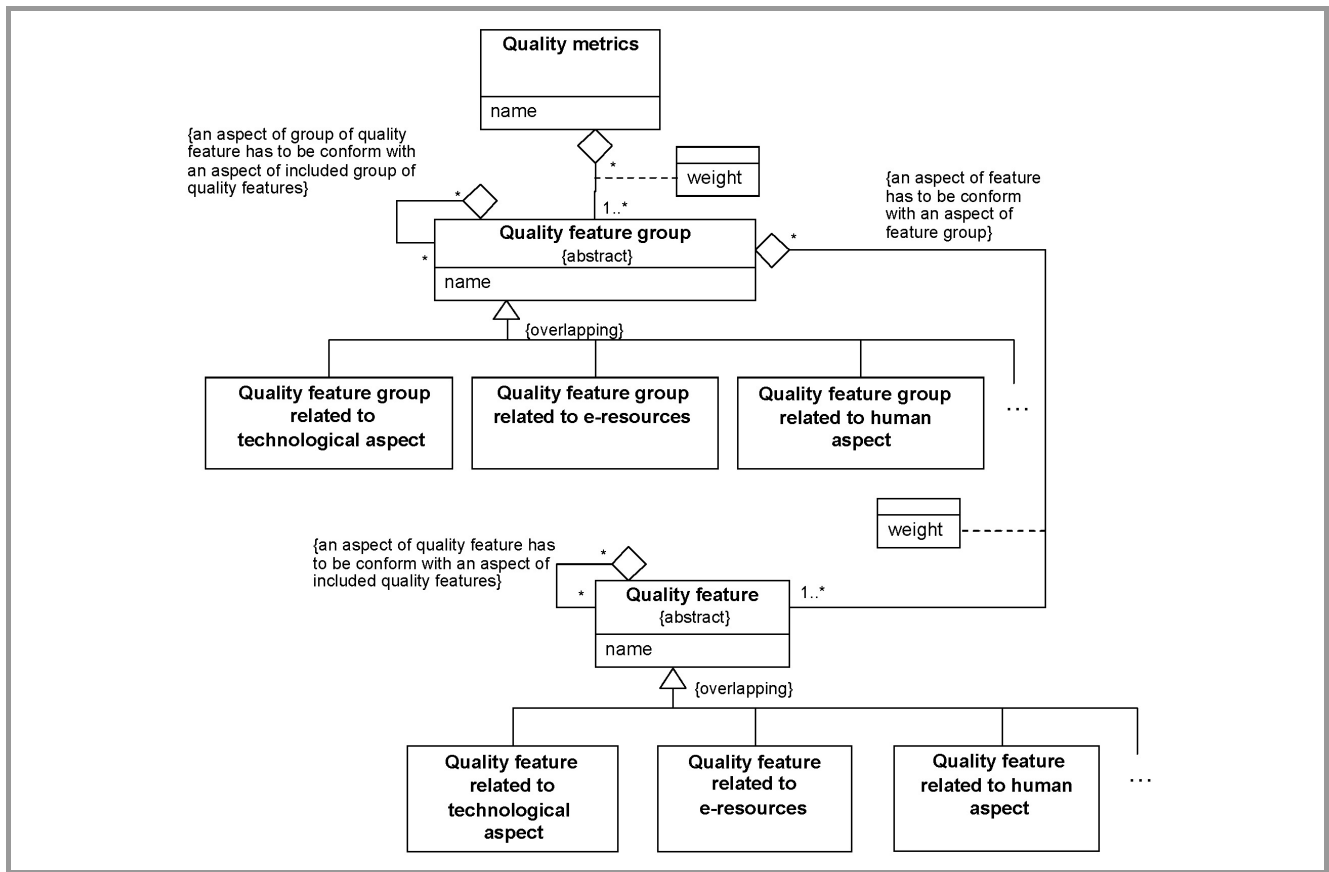 Quality metrics
name
{an aspect of group of quality
feature has to be conform with
an aspect of included group of
quality features}
*
weight
{an aspect of feature
has to be conform
with an aspect of
feature group}
*
1..*
*
Quality feature group
{abstract}
*
name
{overlapping}
Quality feature group
related to
technological aspect
Quality feature group
related to e-resources
Quality feature group
related to human
aspect
...
weight
{an aspect of quality feature has
to be conform with an aspect of
included quality features}
*
*
Quality feature
{abstract}
1..*
name
{overlapping}
Quality feature
related to
technological
aspect
Quality feature
related to
e-resources
Quality feature
related to human
aspect
...